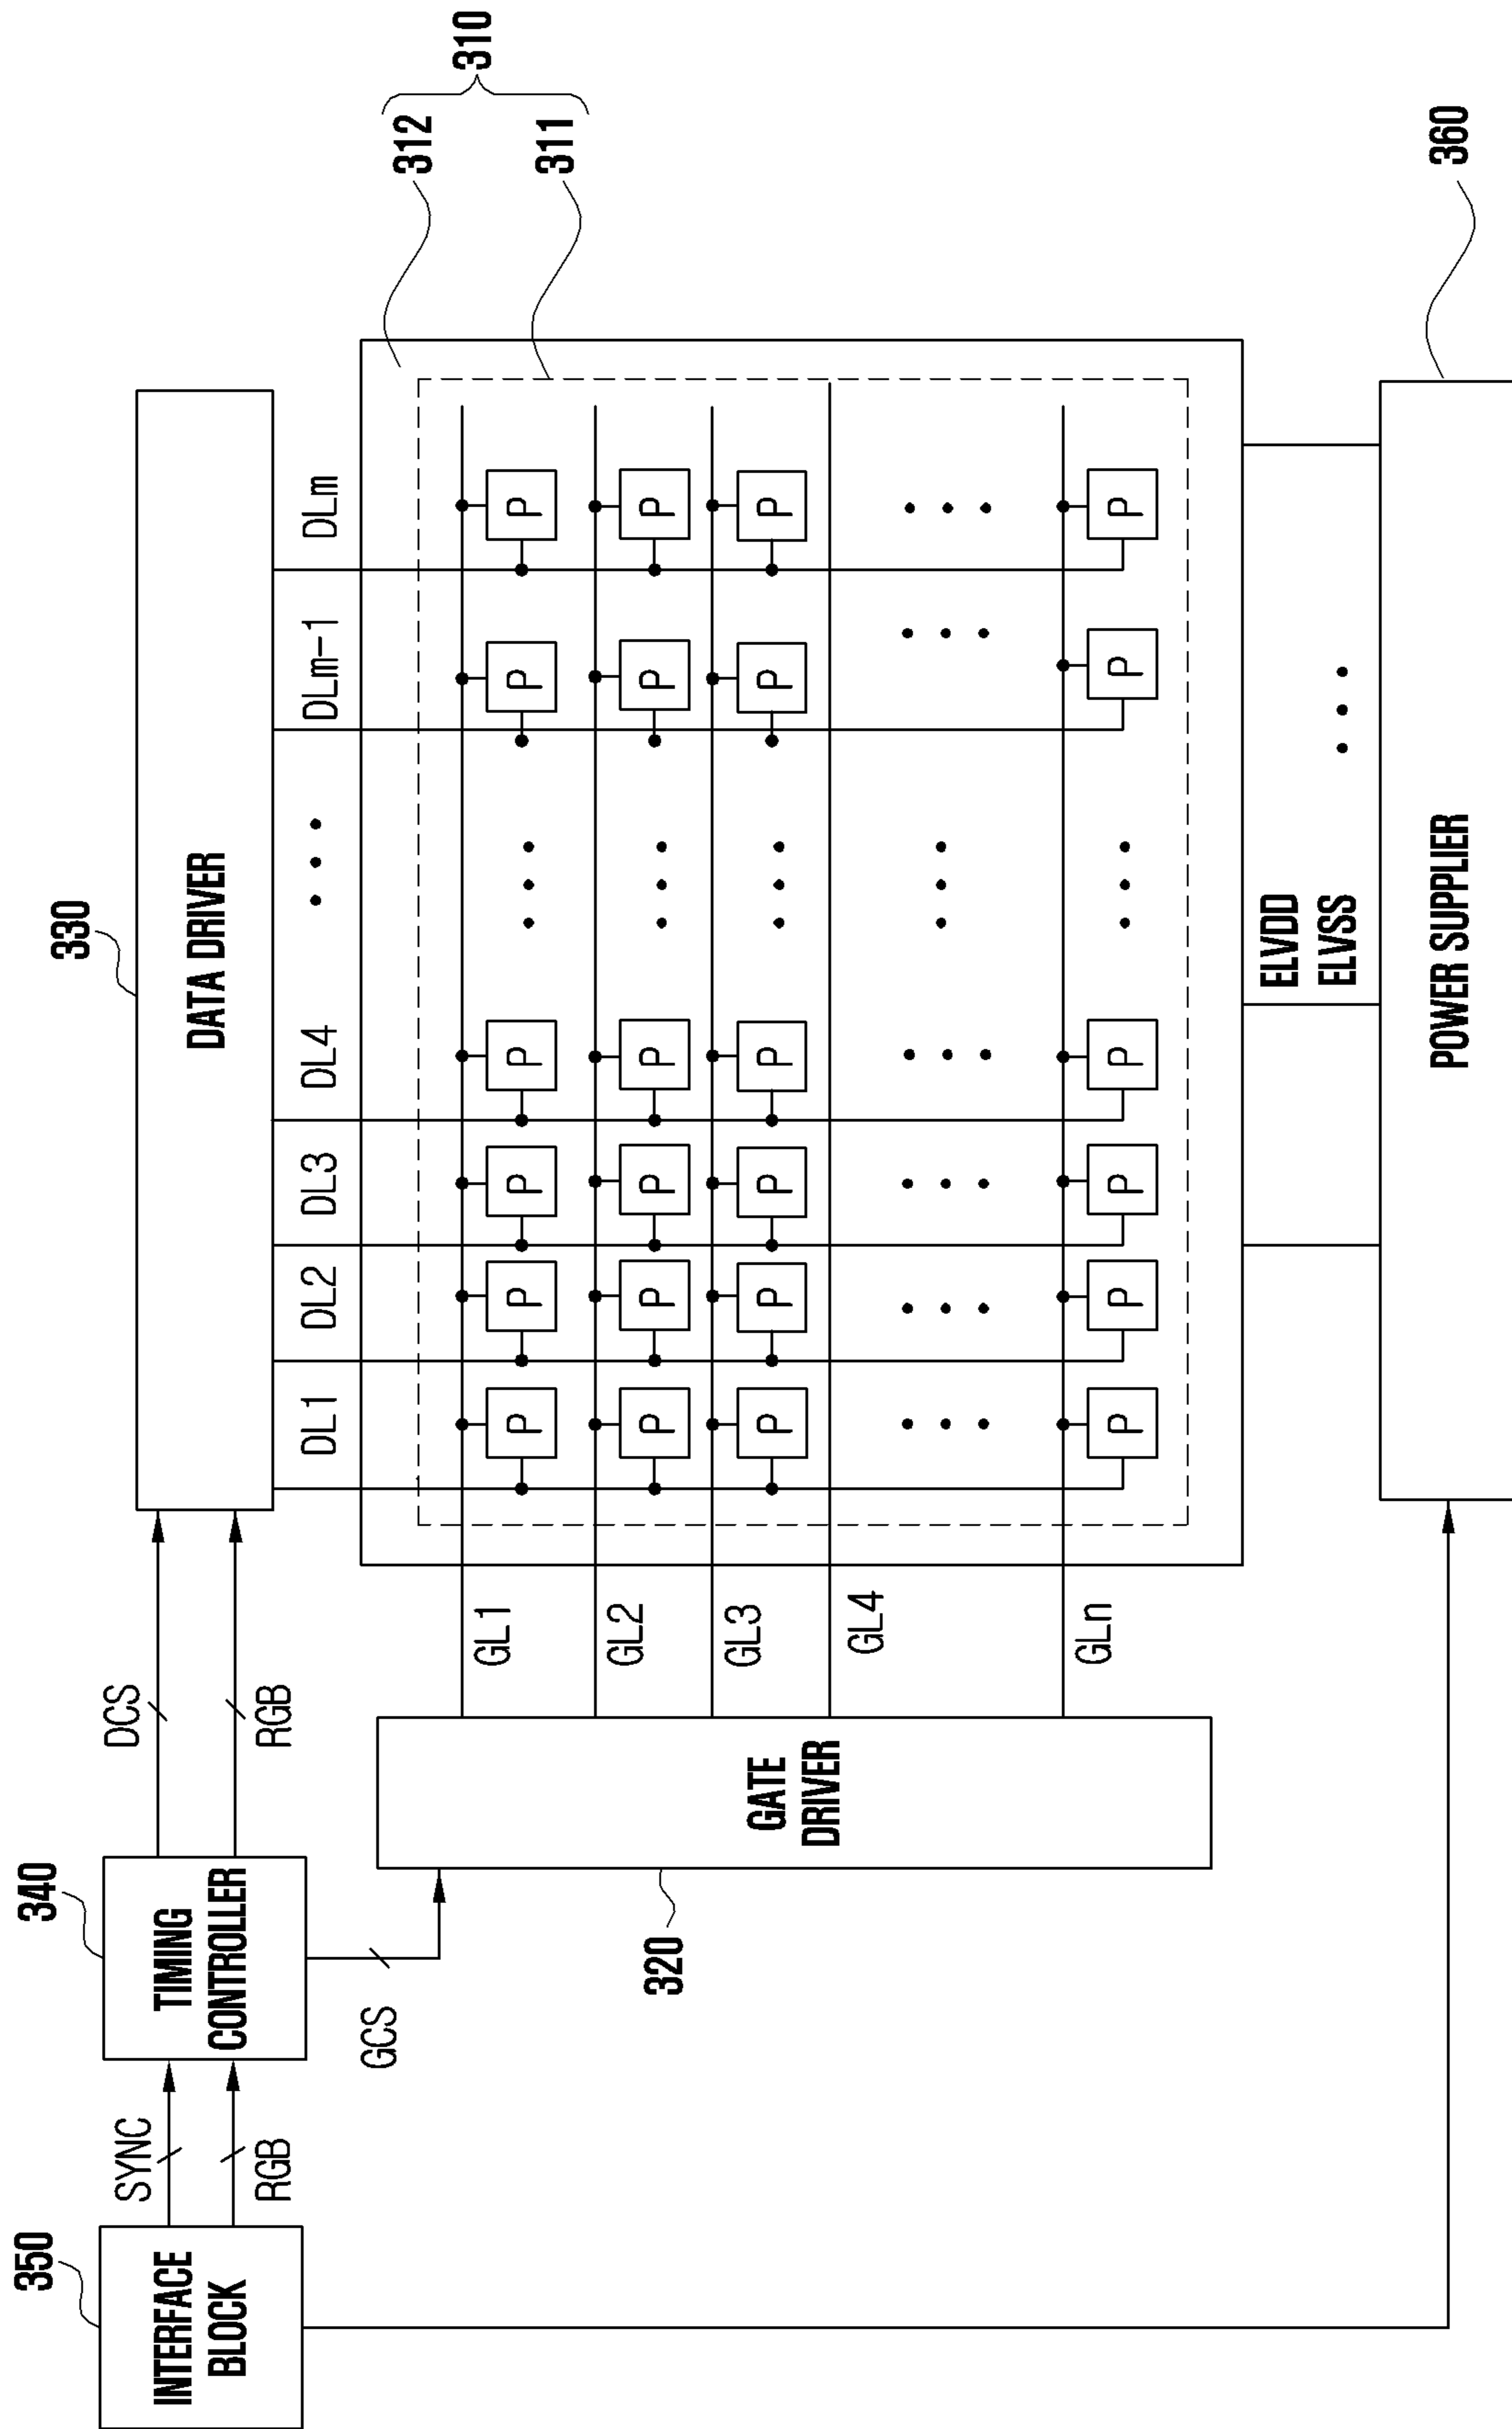 350
INTERFACE
BLOCK
SYNC
RGB
340
TIMING
CONTROLLER
DCS
RGB
GCS
330
DATA DRIVER
320
GATE
DRIVER
GL1
GL2
GL3
GL4
GLn
DL1
DL2
DL3
DL4
DLm-1
DLm
312
311
310
P P P P P P
P P P P P P
P P P P P P
P P P P P P
ELVDD
ELVSS
POWER SUPPLIER
360